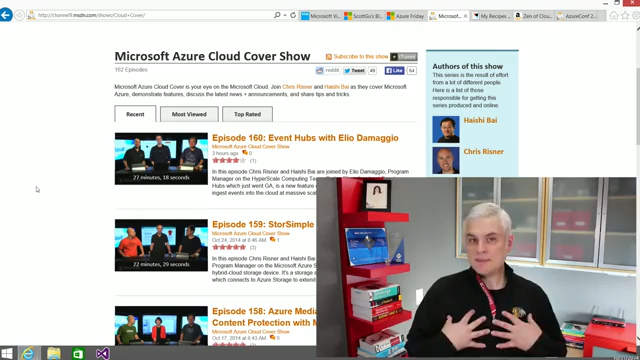 http://channel9.msdn.com/shows/Cloud+Cover/
Microsoft Vi...
ScottGu's B...
Azure Friday
Microsof...
My Recipes...
Zen of Clou...
AzureConf 2...
Microsoft Azure Cloud Cover Show
162 Episodes
Subscribe to this show
+ iTunes
reddit
Tweet
49
Like
64
Microsoft Azure Cloud Cover is your eye on the Microsoft Cloud. Join Chris Risner and Haishi Bai as they cover Microsoft
Azure, demonstrate features, discuss the latest news + announcements, and share tips and tricks.
Recent
Most Viewed
Top Rated
Episode 160: Event Hubs with Elio Damaggio
Microsoft Azure Cloud Cover Show
3 hours ago 0
(1)
27 minutes, 18 seconds
In this episode Chris Risner and Haishi Bai are joined by Elio Damaggio, Program
Manager on the HyperScale Computing Team
Hubs which just went GA, is a new feature
ingest events into the cloud at massive sca
Episode 159: StorSimple
Microsoft Azure Cloud Cover Show
Oct 24, 2014 at 8:46 AM 1
(3)
22 minutes, 29 seconds
In this episode Chris Risner and Haishi Bai
Program Manager on the Microsoft Azure S
hybrid-cloud storage device. It's a storage
which connects to Azure Storage to extend
Episode 158: Azure Media
Content Protection with M
Microsoft Azure Cloud Cover Show
Oct 17, 2014 at 8:43 AM 0
Authors of this show
This series is the result of effort
from a lot of different people.
Here is a list of those
responsible for getting this
series produced and online.
Haishi Bai
Chris Risner